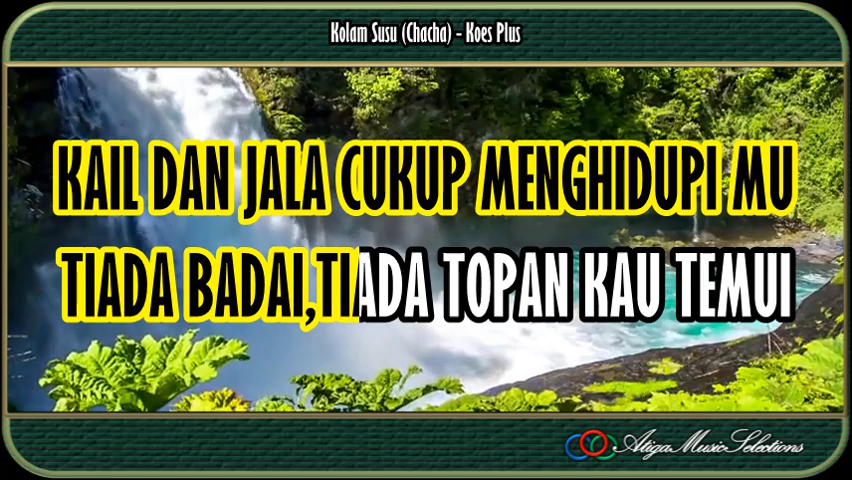 Kolam Susu (Chacha) - Koes Plus
KAIL DAN JALA CUKUP MENGHIDUPI MU
TIADA BADAI,TIADA TOPAN KAU TEMUI
AtigaMusicSelections